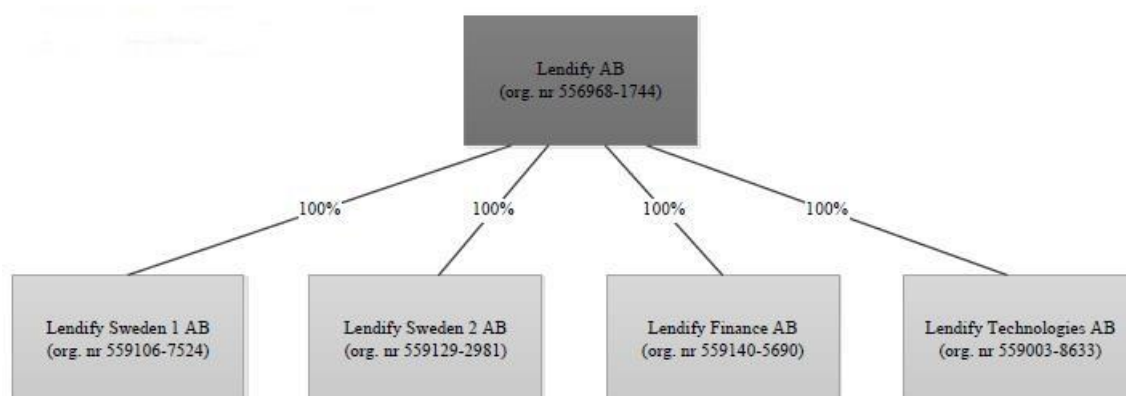 Lendify AB
(org. nr 556968-1744)
100%
100%
100%
100%
Lendify Sweden 1 AB
(org. nr 559106-7524)
Lendify Sweden 2 AB
(org. nr 559129-2981)
Lendify Finance AB
(org. nr 559140-5690)
Lendify Technologies AB
(org. nr 559003-8633)